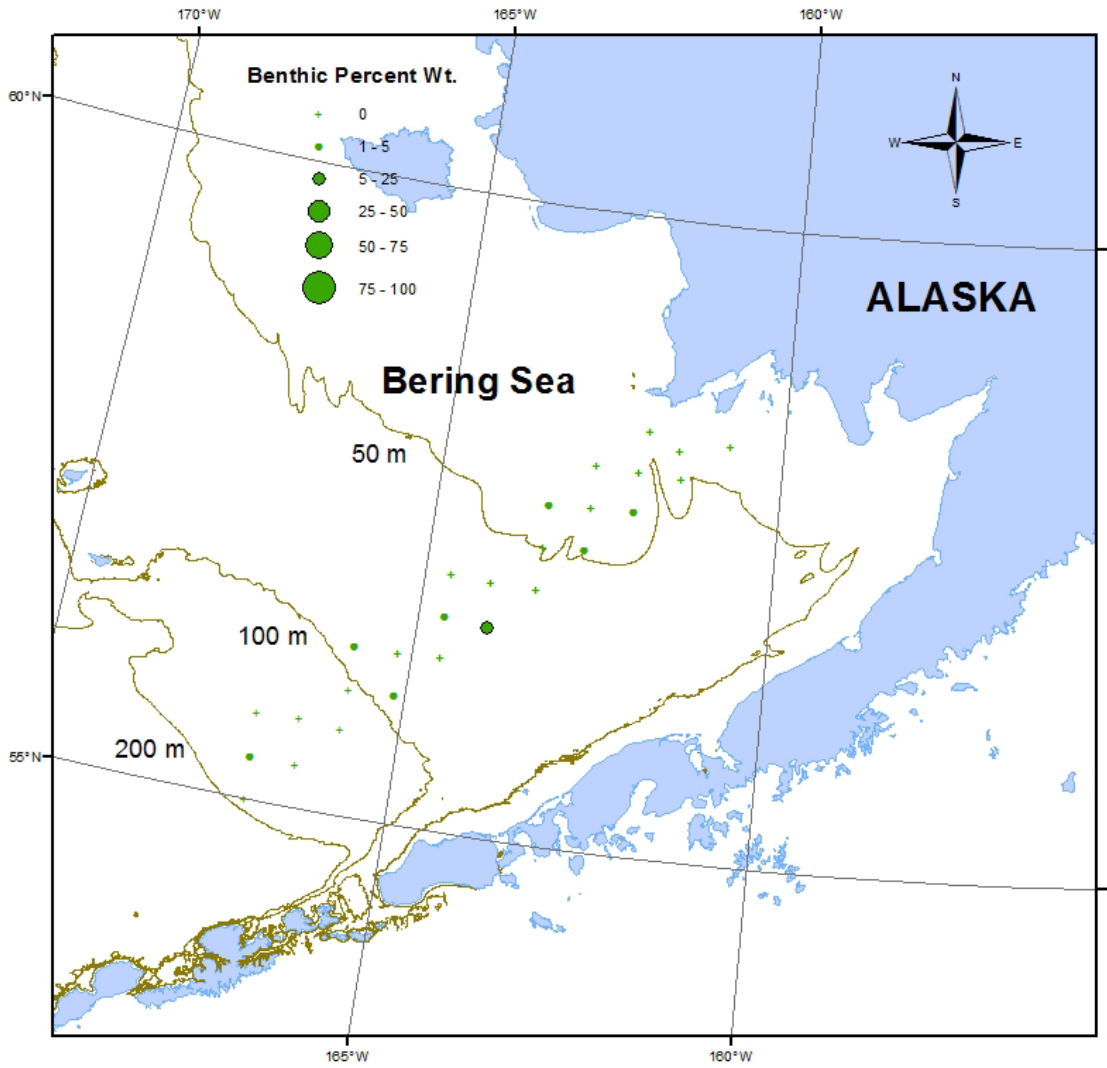 170°W 165°W 160°W
Benthic Percent Wt.
0
1 - 5
5 - 25
25 - 50
50 - 75
75 - 100
N
W E
S
60°N
ALASKA
Bering Sea
50 m
100 m
200 m
55°N
165°W 160°W